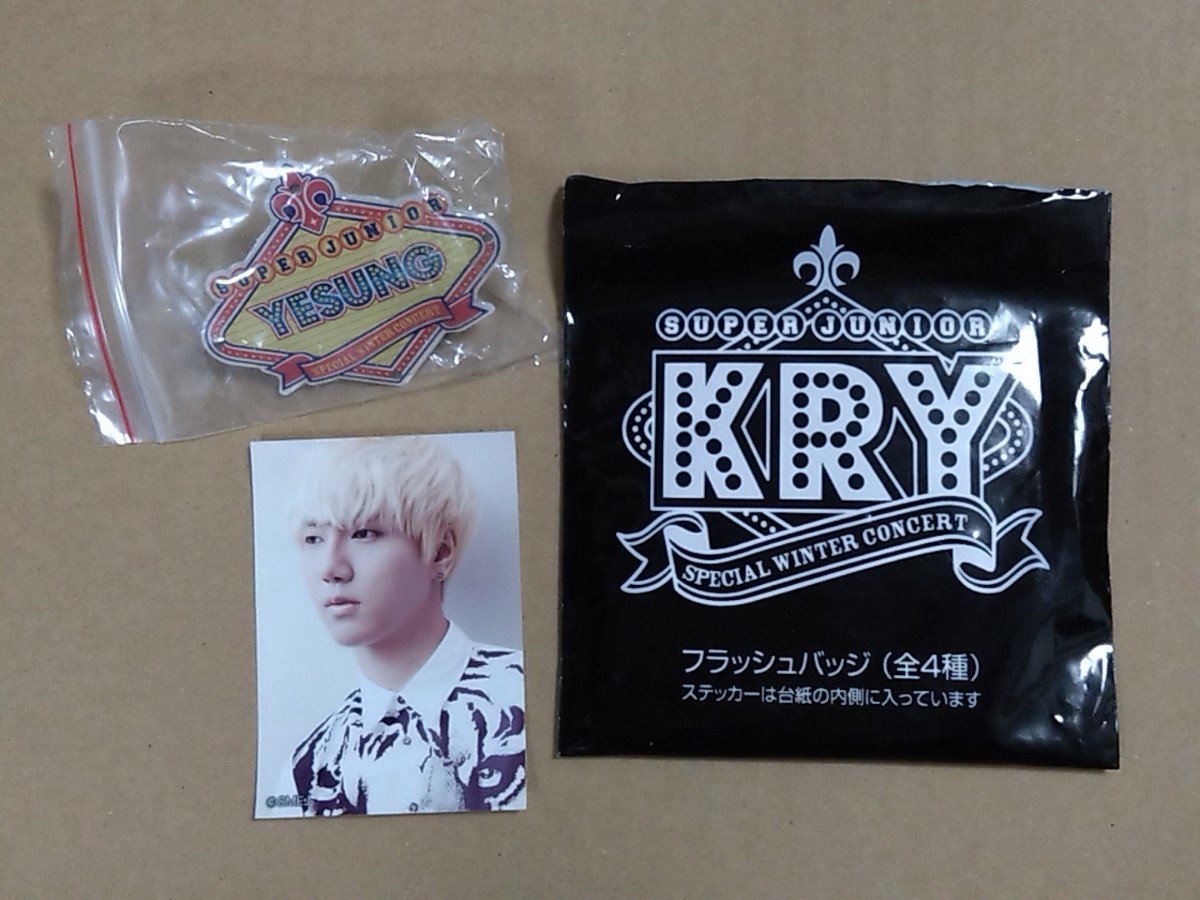 SUPER JUNIOR
YESUNG
SPECIAL WINTER CONCERT
©SMEJ
SUPER JUNIOR
KRY
SPECIAL WINTER CONCERT
フラッシュバッジ（全4種）
ステッカーは台紙の内側に入っています